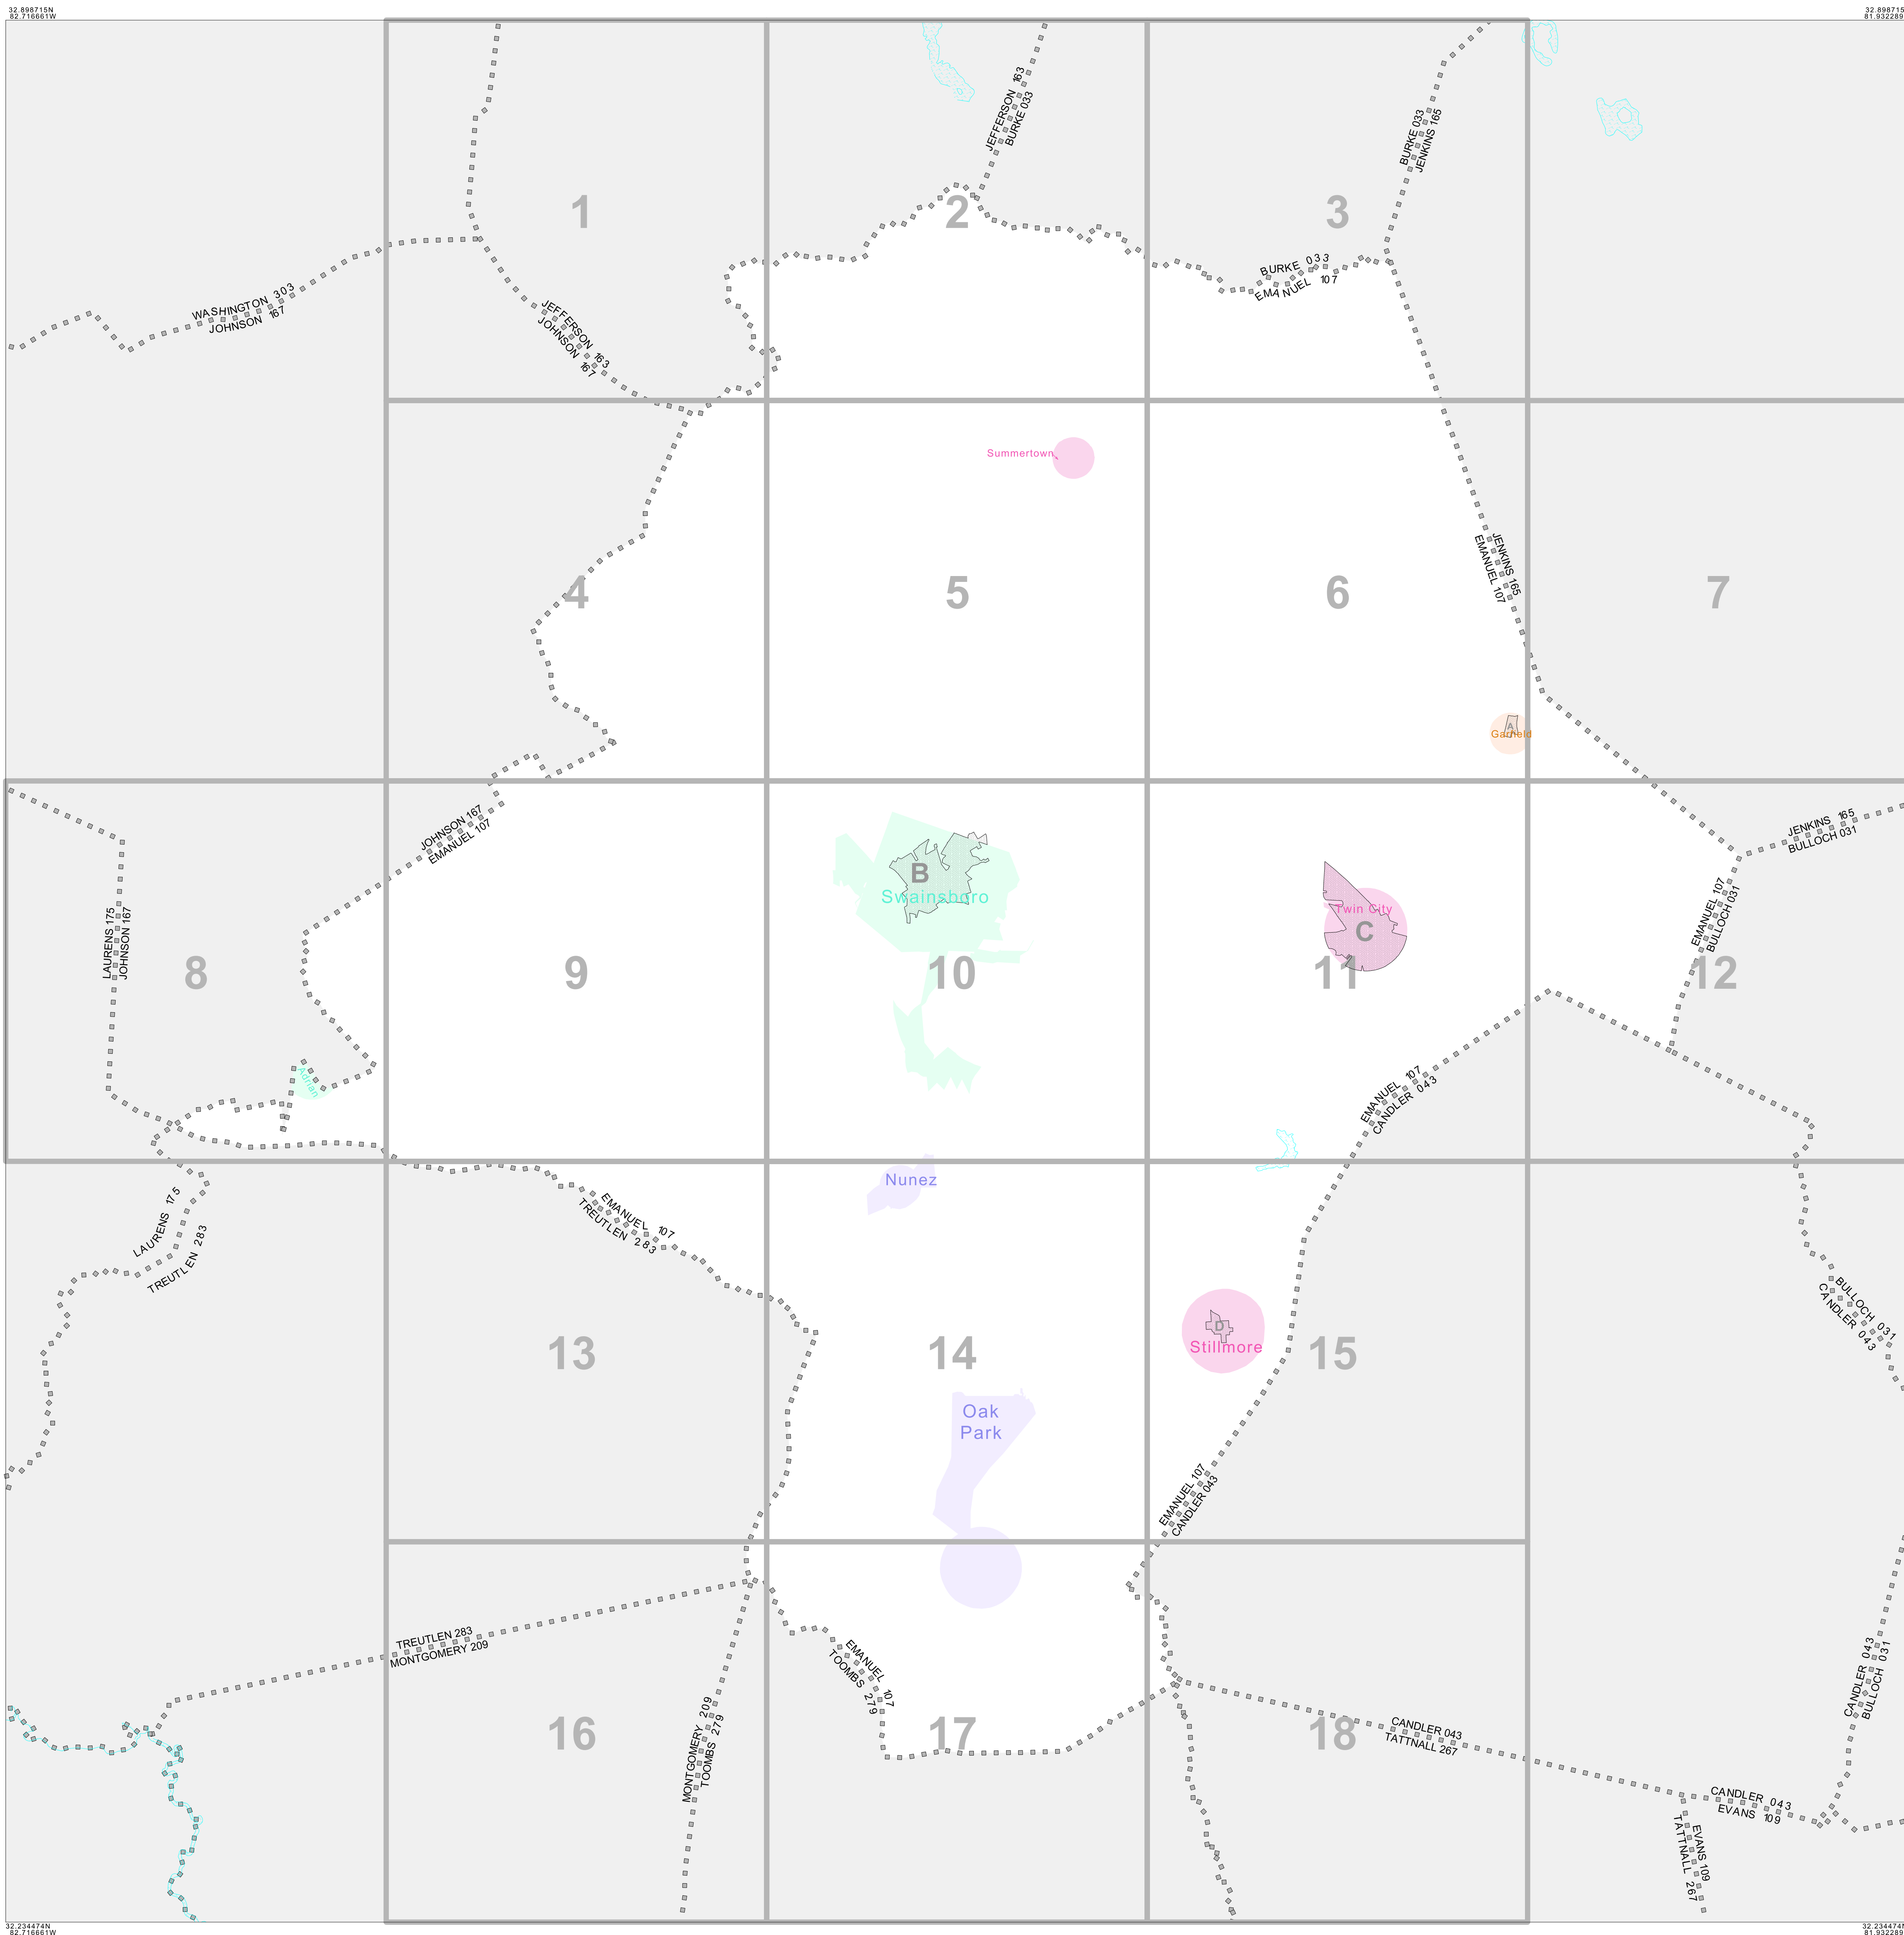 32.898715N
82.716661W
32.898715
81.932289
JEFFERSON 163
BURKE 033
BURKE 033
JENKINS 165
1
2
3
WASHINGTON 303
JOHNSON 167
JEFFERSON 163
JOHNSON 167
BURKE 033
EMANUEL 107
Summertown
JENKINS 165
EMANUEL 107
4
5
6
7
A
Garfield
JOHNSON 167
EMANUEL 107
JENKINS 165
BULLOCH 031
B
Swainsboro
Twin City
C
LAURENS 175
JOHNSON 167
EMANUEL 107
BULLOCH 031
8
9
10
11
12
Adrian
EMANUEL 107
CANDLER 043
Nunez
LAURENS 175
TREUTLEN 283
EMANUEL 107
TREUTLEN 283
BULLOCH 031
CANDLER 043
D
Stillmore
13
14
15
Oak
Park
EMANUEL 107
CANDLER 043
TREUTLEN 283
MONTGOMERY 209
EMANUEL 107
TOOMBS 279
CANDLER 043
BULLOCH 031
MONTGOMERY 209
TOOMBS 279
16
17
18
CANDLER 043
TATTNALL 267
CANDLER 043
EVANS 109
EVANS 109
TATTNALL 267
32.234474N
82.716661W
32.234474N
81.932289